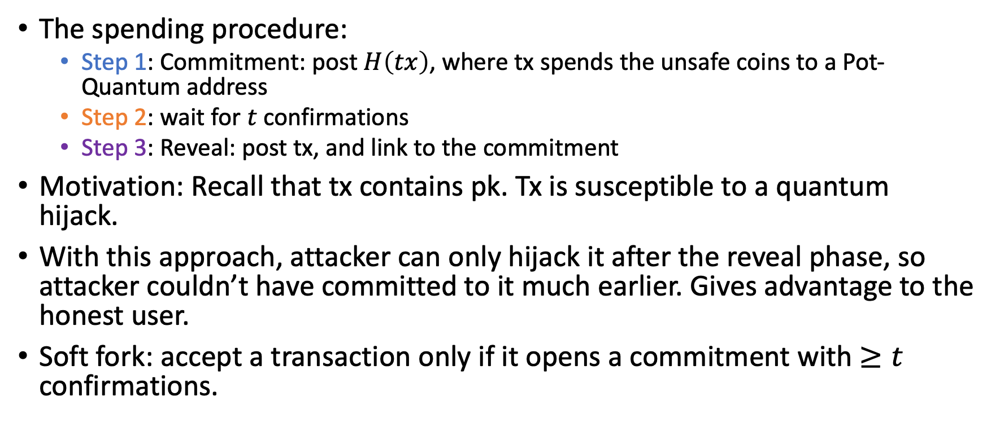 • The spending procedure:
• Step 1: Commitment: post H(tx), where tx spends the unsafe coins to a Pot-
Quantum address
• Step 2: wait for t confirmations
• Step 3: Reveal: post tx, and link to the commitment
• Motivation: Recall that tx contains pk. Tx is susceptible to a quantum
hijack.
• With this approach, attacker can only hijack it after the reveal phase, so
attacker couldn’t have committed to it much earlier. Gives advantage to the
honest user.
• Soft fork: accept a transaction only if it opens a commitment with ≥ t
confirmations.